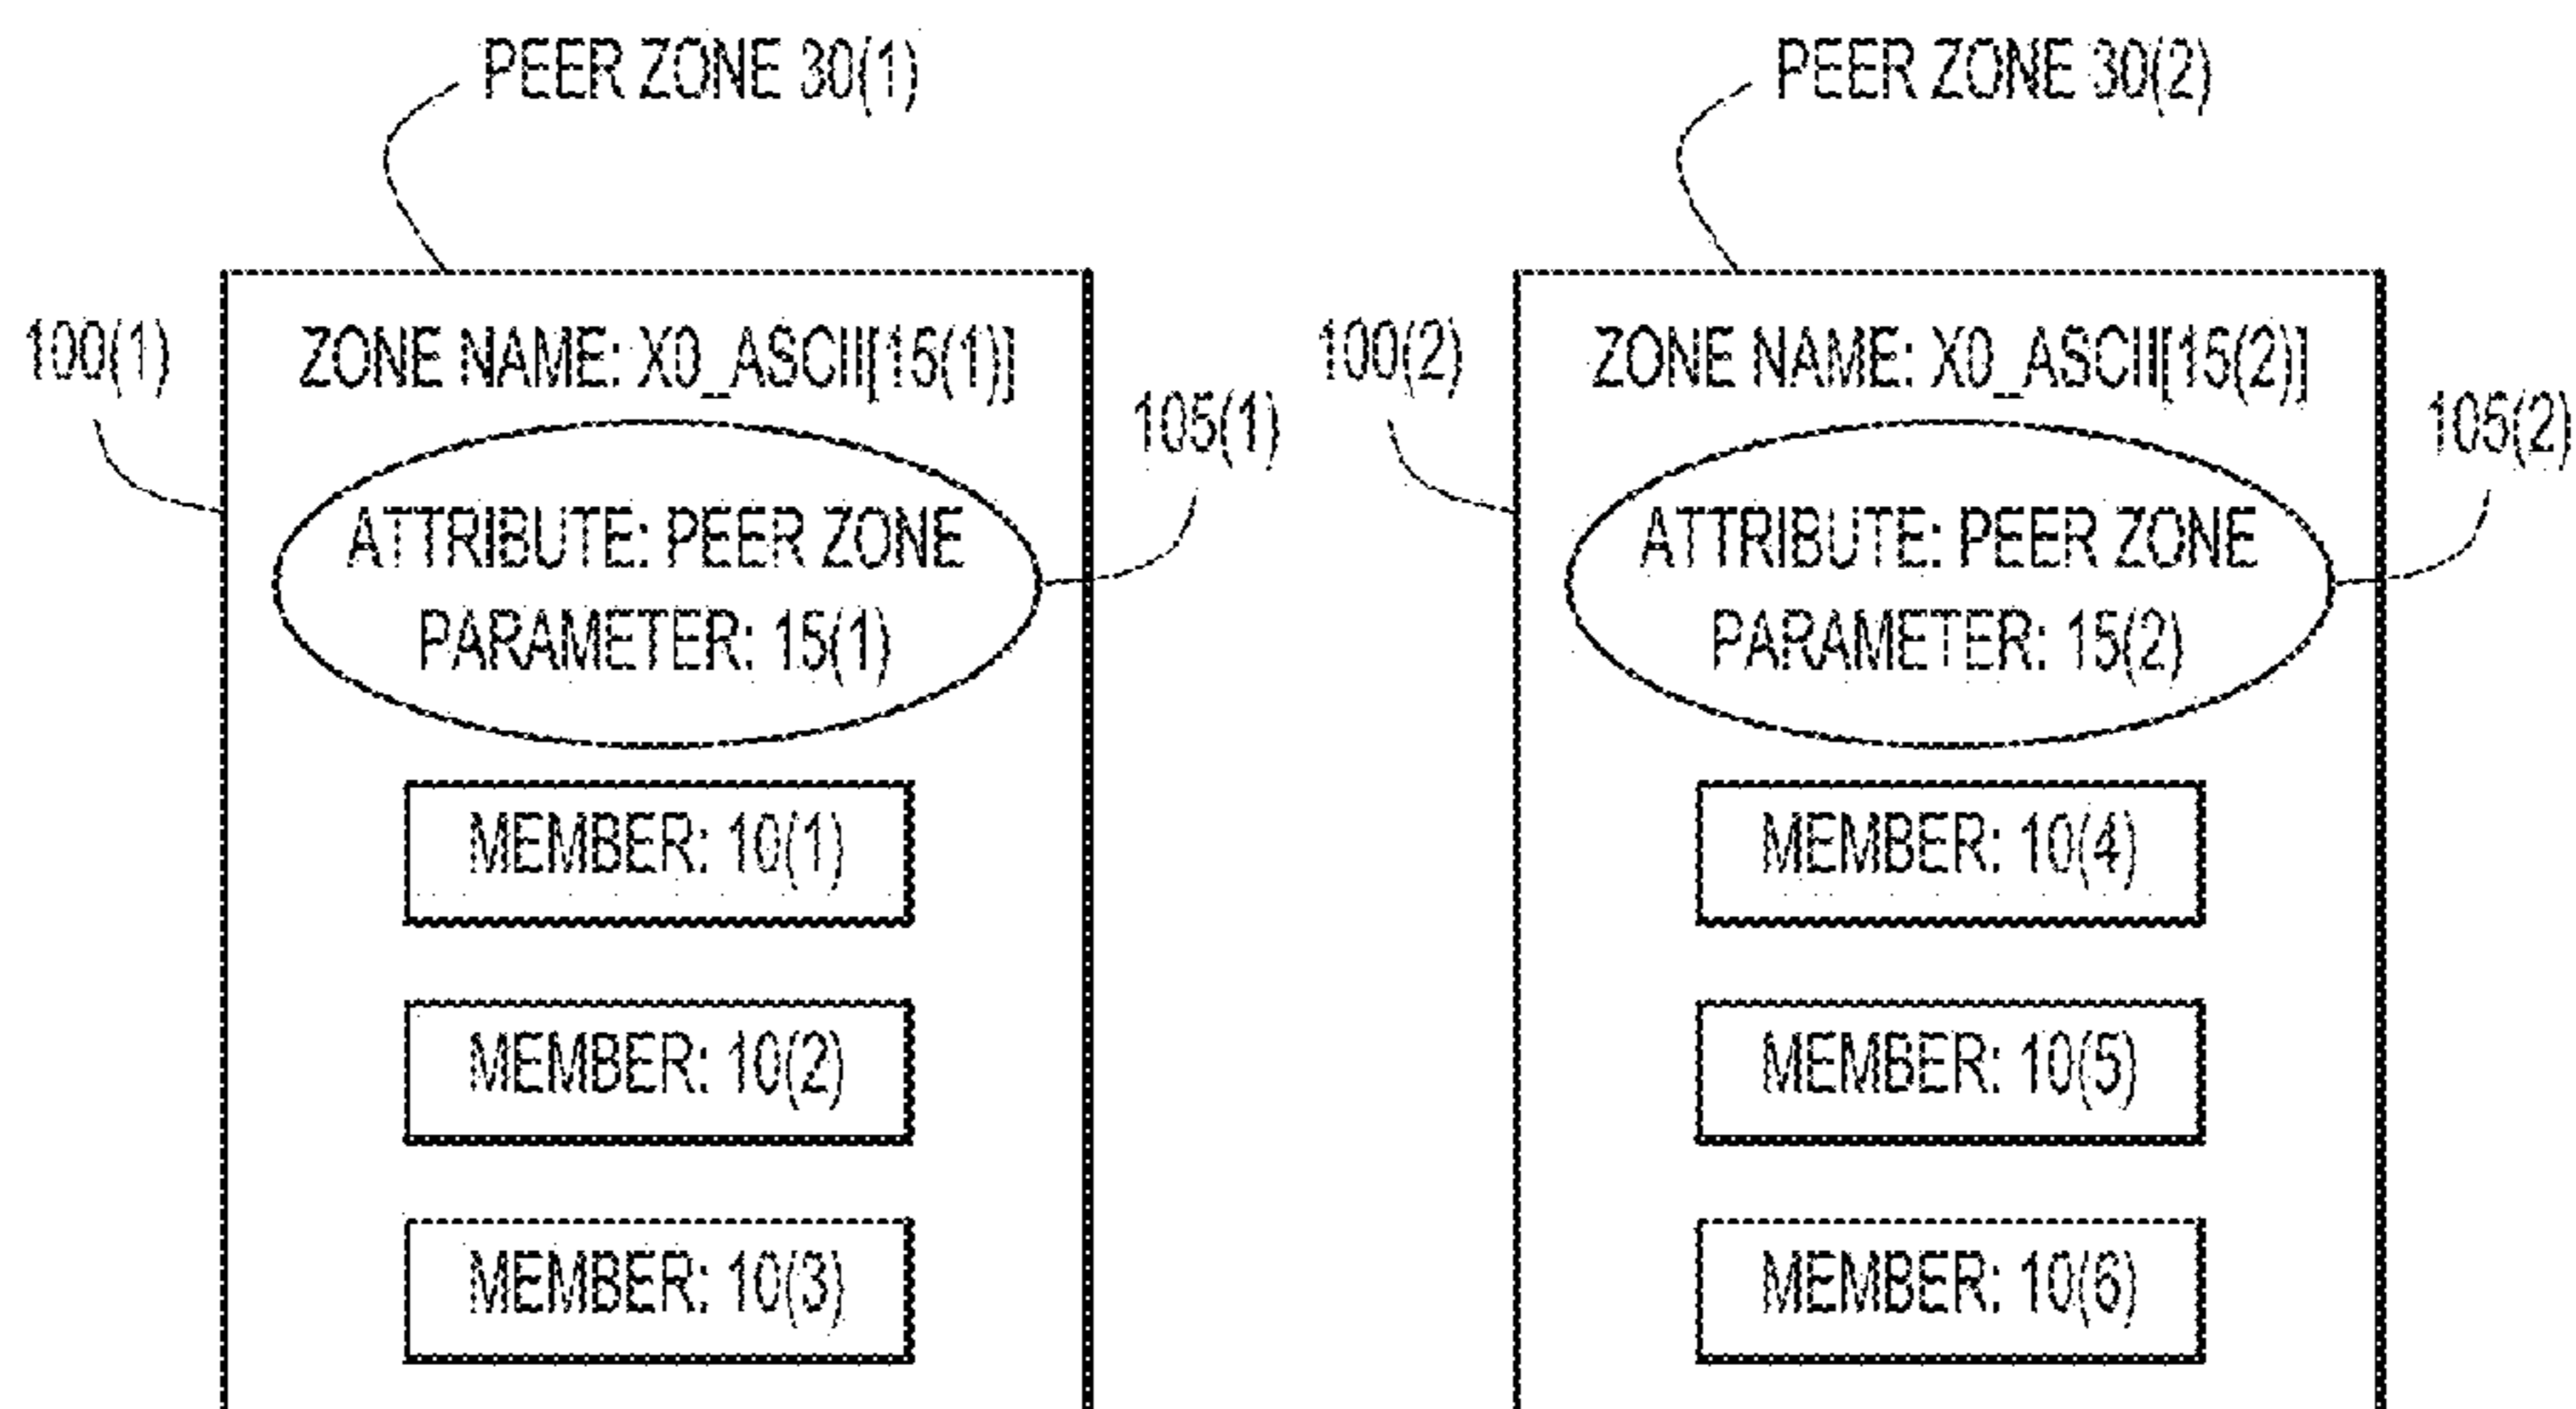 PEER ZONE 30(1)
100(1)
ZONE NAME: X0_ASCII[15(1)]
105(1)
ATTRIBUTE: PEER ZONE
PARAMETER: 15(1)
MEMBER: 10(1)
MEMBER: 10(2)
MEMBER: 10(3)
PEER ZONE 30(2)
100(2)
ZONE NAME: X0_ASCII[15(2)]
105(2)
ATTRIBUTE: PEER ZONE
PARAMETER: 15(2)
MEMBER: 10(4)
MEMBER: 10(5)
MEMBER: 10(6)